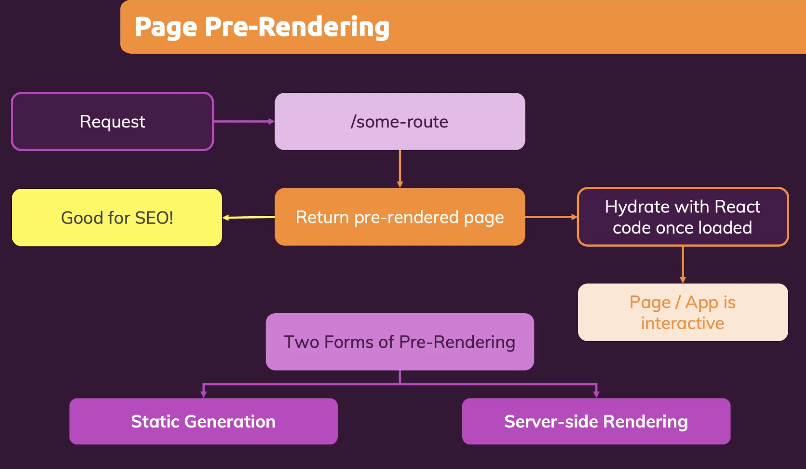 Page Pre-Rendering
Request
/some-route
Good for SEO!
Return pre-rendered page
Hydrate with React
code once loaded
Page / App is
interactive
Two Forms of Pre-Rendering
Static Generation
Server-side Rendering